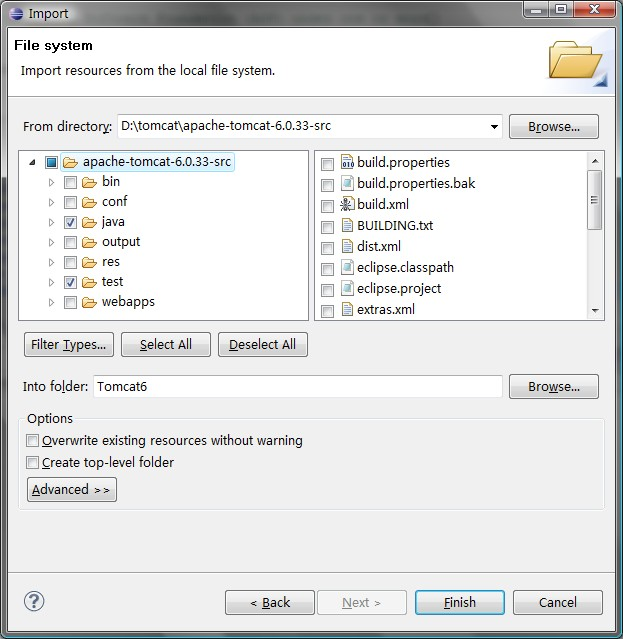 Import
File system
Import resources from the local file system.
From directory: D:\tomcat\apache-tomcat-6.0.33-src Browse...
apache-tomcat-6.0.33-src
bin
conf
java
output
res
test
webapps
build.properties
build.properties.bak
build.xml
BUILDING.txt
dist.xml
eclipse.classpath
eclipse.project
extras.xml
Filter Types... Select All Deselect All
Into folder: Tomcat6 Browse...
Options
Overwrite existing resources without warning
Create top-level folder
Advanced >>
? < Back Next > Finish Cancel